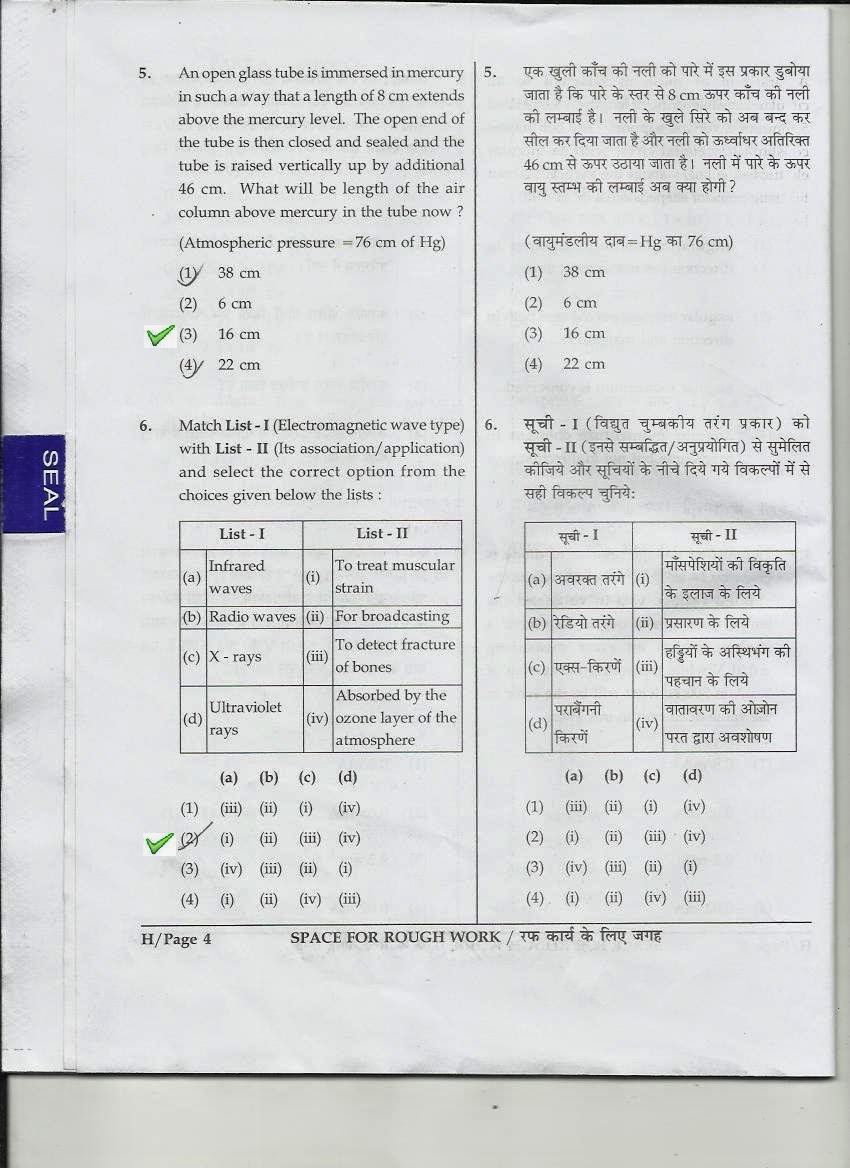 5. An open glass tube is immersed in mercury
in such a way that a length of 8 cm extends
above the mercury level. The open end of
the tube is then closed and sealed and the
tube is raised vertically up by additional
46 cm. What will be length of the air
column above mercury in the tube now ?
(Atmospheric pressure = 76 cm of Hg)
(1) 38 cm
(2) 6 cm
(3) 16 cm
(4) 22 cm
6. Match List - I (Electromagnetic wave type)
with List - II (Its association/application)
and select the correct option from the
choices given below the lists :
List - I List - II
(a) Infrared waves (i) To treat muscular strain
(b) Radio waves (ii) For broadcasting
(c) X - rays (iii) To detect fracture of bones
(d) Ultraviolet rays (iv) Absorbed by the ozone layer of the atmosphere
(a) (b) (c) (d)
(1) (iii) (ii) (i) (iv)
(2) (i) (ii) (iii) (iv)
(3) (iv) (iii) (ii) (i)
(4) (i) (ii) (iv) (iii)
5. एक खुली काँच की नली को पारे में इस प्रकार डुबोया
जाता है कि पारे के स्तर से 8 cm ऊपर काँच की नली
की लम्बाई है। नली के खुले सिरे को अब बन्द कर
सील कर दिया जाता है और नली को ऊर्ध्वाधर अतिरिक्त
46 cm से ऊपर उठाया जाता है। नली में पारे के ऊपर
वायु स्तम्भ की लम्बाई अब क्या होगी ?
(वायुमंडलीय दाब = Hg का 76 cm)
(1) 38 cm
(2) 6 cm
(3) 16 cm
(4) 22 cm
6. सूची - I (विद्युत चुम्बकीय तरंग प्रकार) को
सूची - II (इनसे सम्बद्धित/अनुप्रयोगित) से सुमेलित
कीजिये और सूचियों के नीचे दिये गये विकल्पों में से
सही विकल्प चुनिये:
सूची - I सूची - II
(a) अवरक्त तरंगे (i) माँसपेशियों की विकृति के इलाज के लिये
(b) रेडियो तरंगे (ii) प्रसारण के लिये
(c) एक्स-किरणें (iii) हड्डियों के अस्थिभंग की पहचान के लिये
(d) पराबैंगनी किरणें (iv) वातावरण की ओज़ोन परत द्वारा अवशोषण
(a) (b) (c) (d)
(1) (iii) (ii) (i) (iv)
(2) (i) (ii) (iii) (iv)
(3) (iv) (iii) (ii) (i)
(4) (i) (ii) (iv) (iii)
H/Page 4 SPACE FOR ROUGH WORK / रफ कार्य के लिए जगह
SEAL